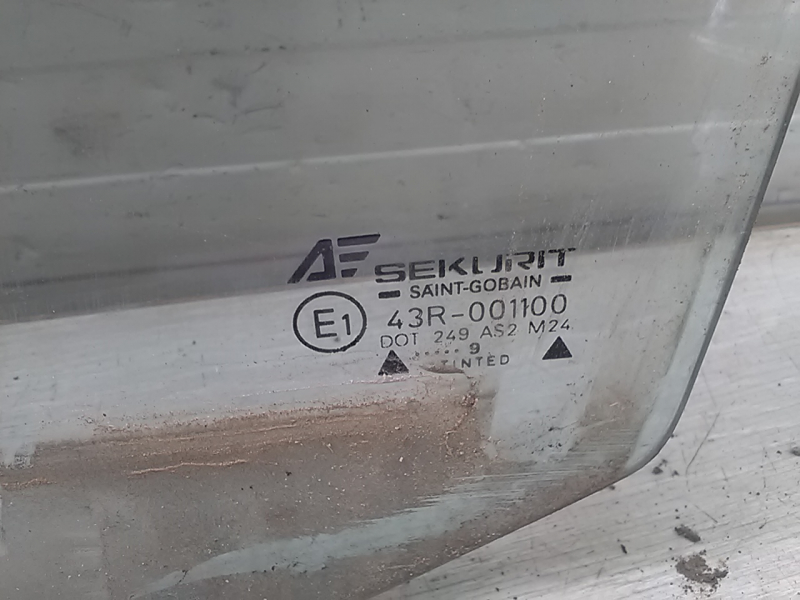 AF SEKURIT
SAINT-GOBAIN
E1 43R-001100
DOT 249 AS2 M24
..... 9
TINTED